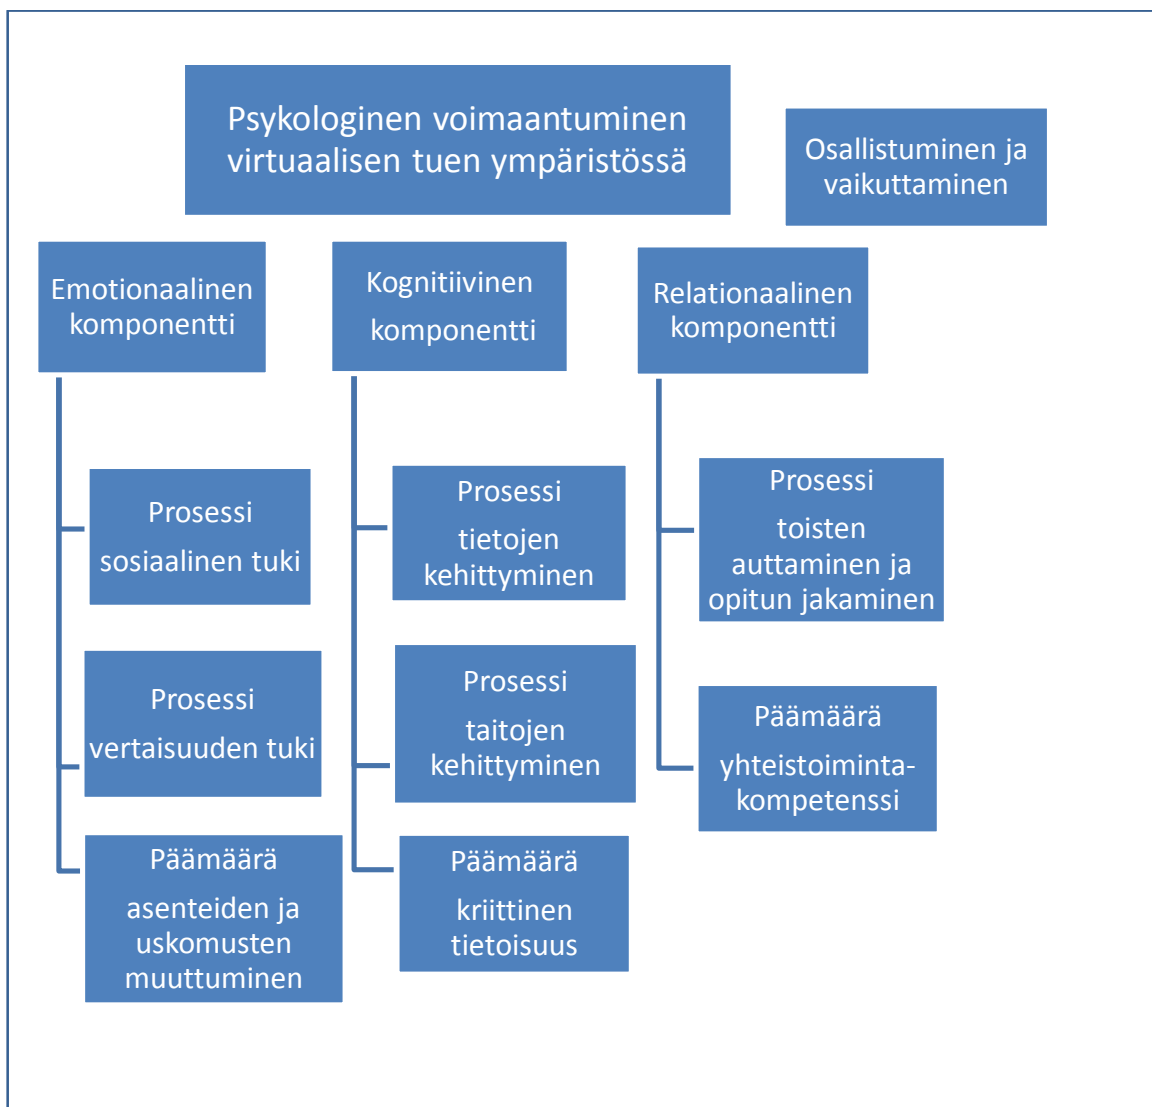 Psykologinen voimaantuminen
virtuaalisen tuen ympäristössä
Osallistuminen ja
vaikuttaminen
Emotionaalinen
komponentti
Prosessi
sosiaalinen tuki
Prosessi
vertaisuuden tuki
Päämäärä
asenteiden ja
uskomusten
muuttuminen
Kognitiivinen
komponentti
Prosessi
tietojen
kehittyminen
Prosessi
taitojen
kehittyminen
Päämäärä
kriittinen
tietoisuus
Relationaalinen
komponentti
Prosessi
toisten
auttaminen ja
opitun jakaminen
Päämäärä
yhteistoiminta-
kompetenssi